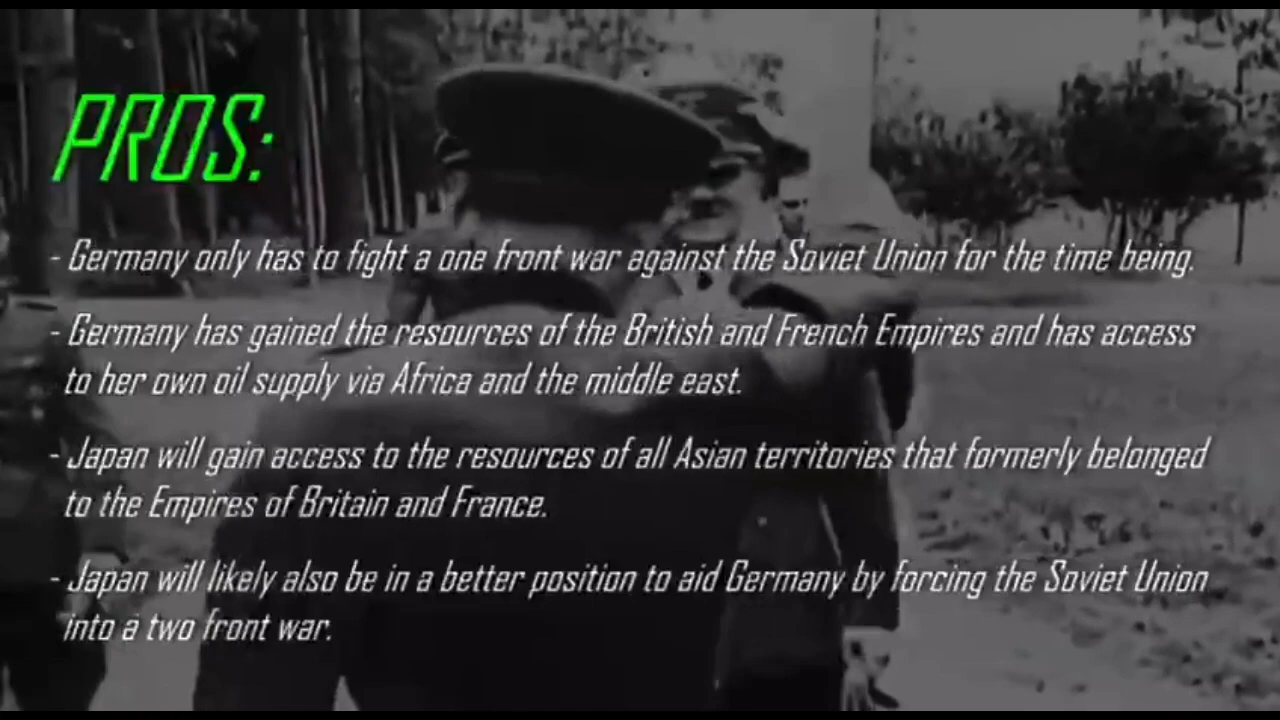 PROS:
- Germany only has to fight a one front war against the Soviet Union for the time being.
- Germany has gained the resources of the British and French Empires and has access
to her own oil supply via Africa and the middle east.
- Japan will gain access to the resources of all Asian territories that formerly belonged
to the Empires of Britain and France.
- Japan will likely also be in a better position to aid Germany by forcing the Soviet Union
into a two front war.